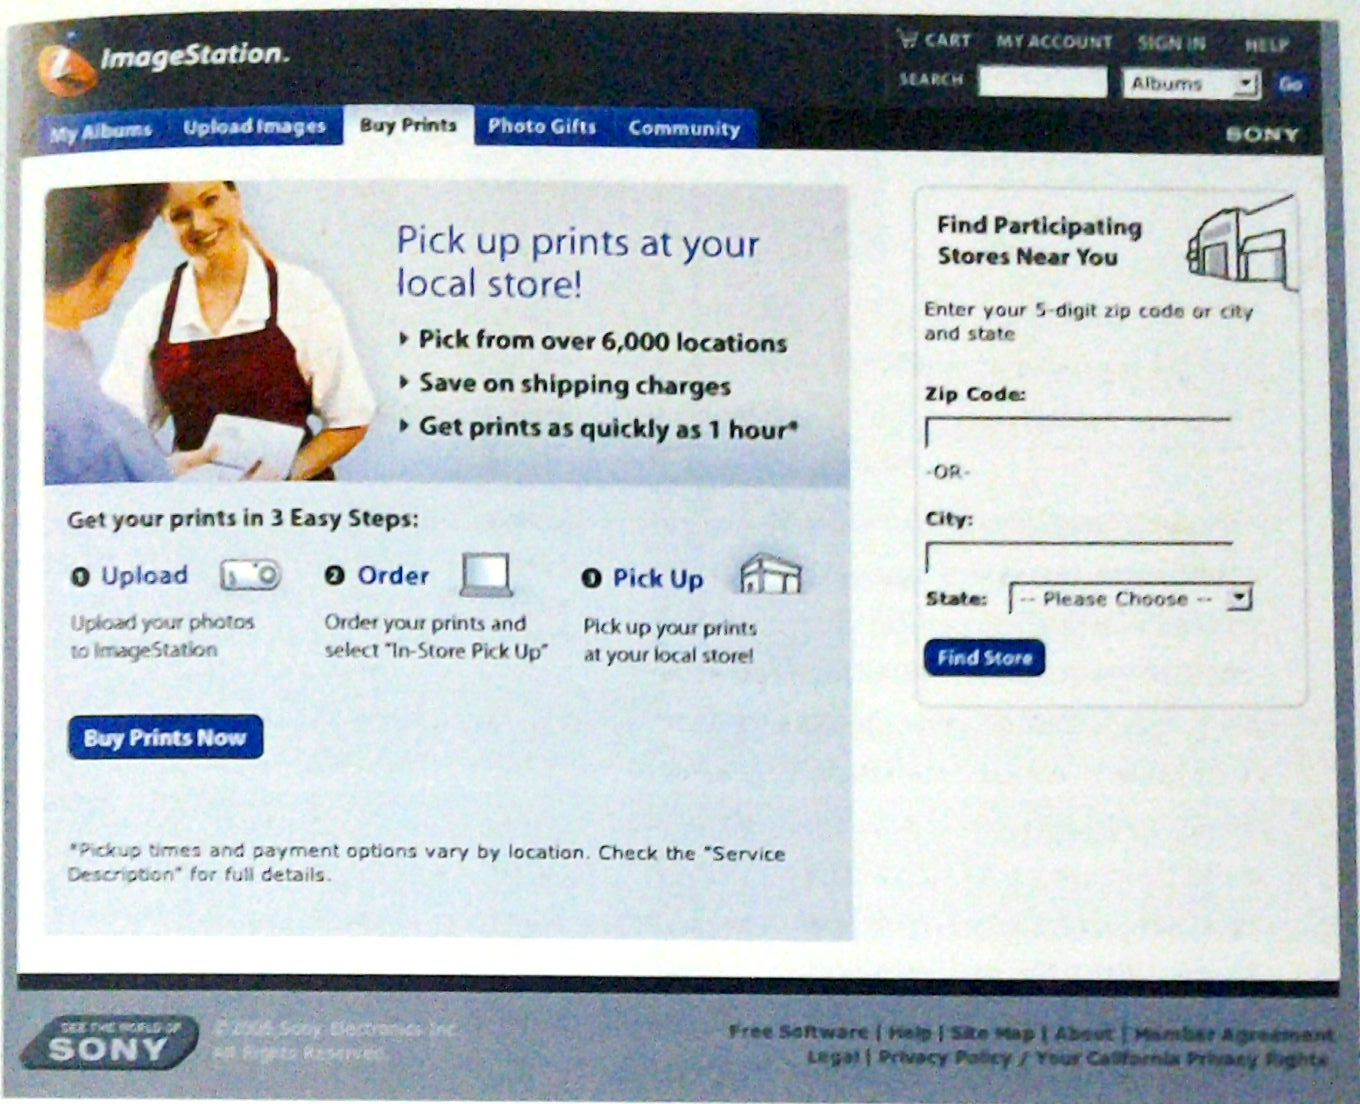 ImageStation.
CART MY ACCOUNT SIGN IN HELP
SEARCH Albums Go
My Albums Upload Images Buy Prints Photo Gifts Community
SONY
Pick up prints at your
local store!
Pick from over 6,000 locations
Save on shipping charges
Get prints as quickly as 1 hour*
Get your prints in 3 Easy Steps:
1 Upload
Upload your photos
to ImageStation
2 Order
Order your prints and
select "In-Store Pick Up"
3 Pick Up
Pick up your prints
at your local store!
Buy Prints Now
*Pickup times and payment options vary by location. Check the "Service
Description" for full details.
Find Participating
Stores Near You
Enter your 5-digit zip code or city
and state
Zip Code:
-OR-
City:
State: -- Please Choose --
Find Store
SEE THE WORLD OF
SONY
Sony Electronics Inc.
All Rights Reserved.
Free Software | Help | Site Map | About | Member Agreement
Legal | Privacy Policy / Your California Privacy Rights